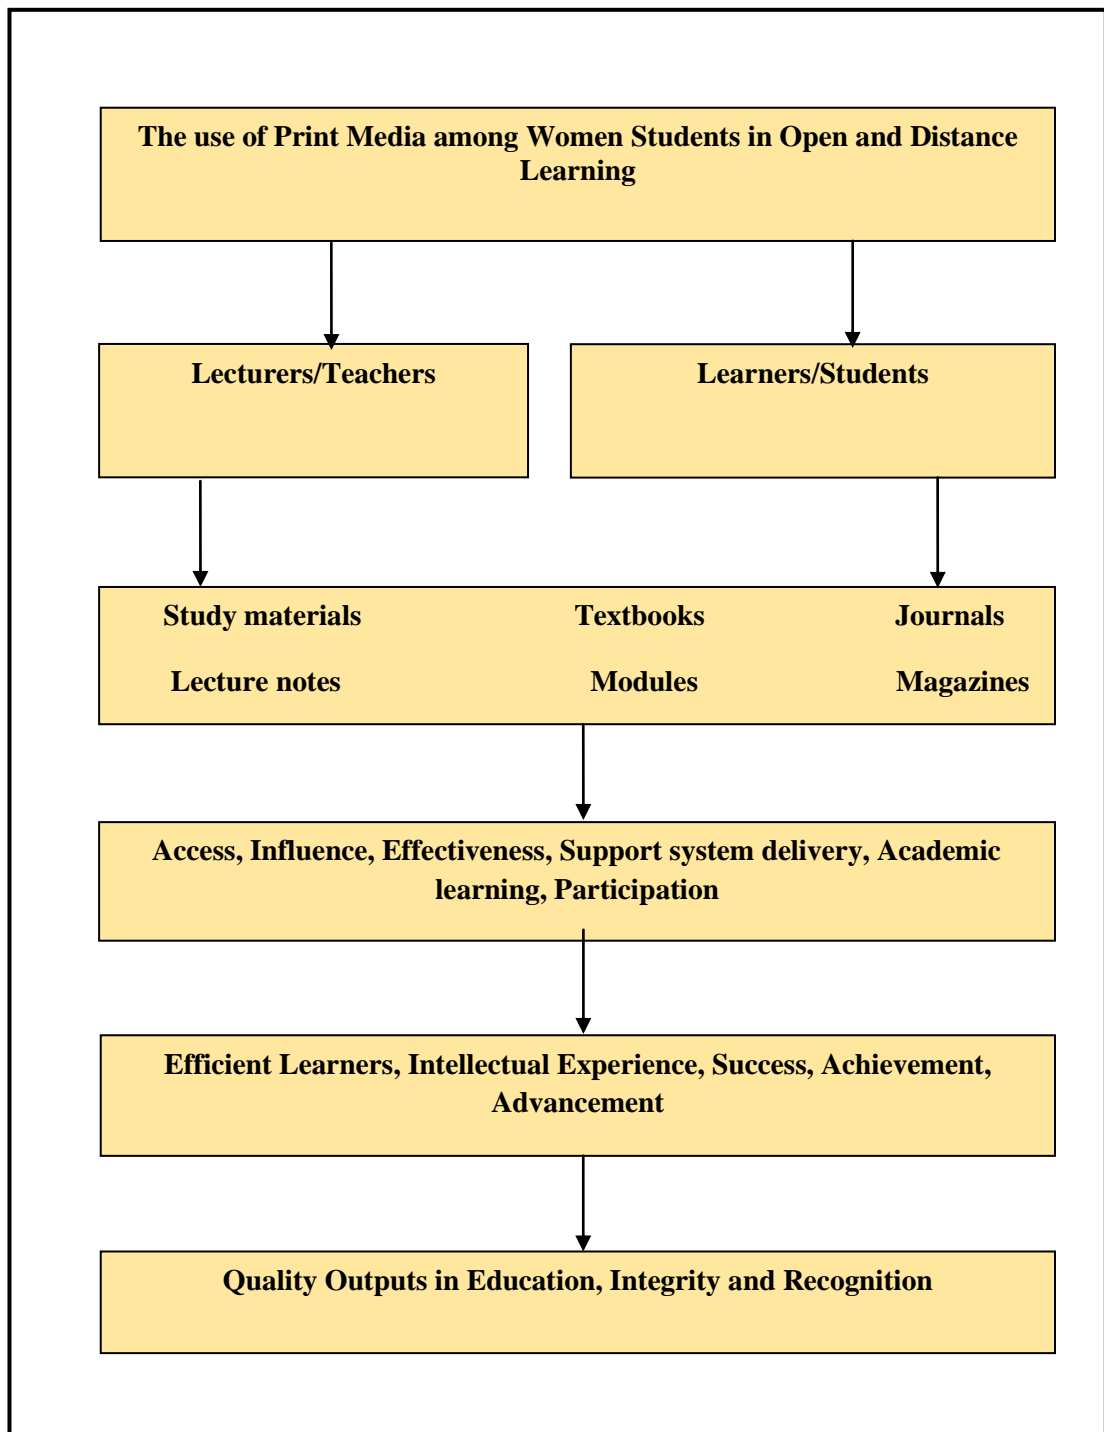 The use of Print Media among Women Students in Open and Distance
Learning
Lecturers/Teachers
Learners/Students
Study materials Textbooks Journals
Lecture notes Modules Magazines
Access, Influence, Effectiveness, Support system delivery, Academic
learning, Participation
Efficient Learners, Intellectual Experience, Success, Achievement,
Advancement
Quality Outputs in Education, Integrity and Recognition